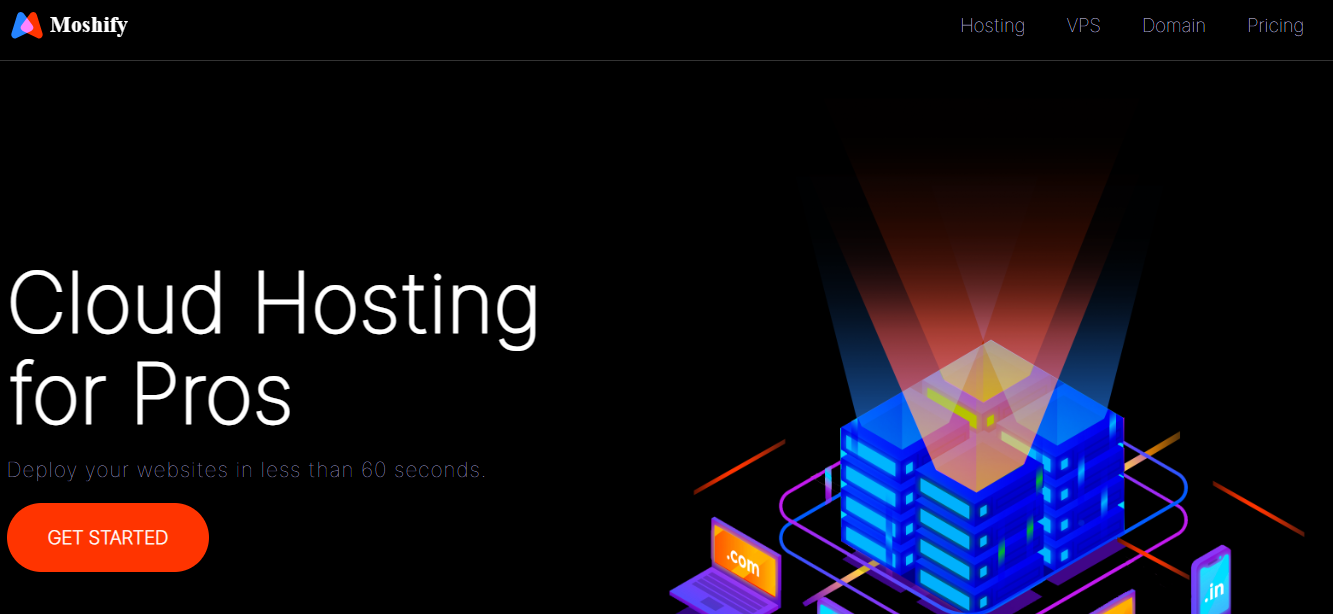 Moshify
Hosting
VPS
Domain
Pricing
Cloud Hosting
for Pros
Deploy your websites in less than 60 seconds.
GET STARTED
.com
.in